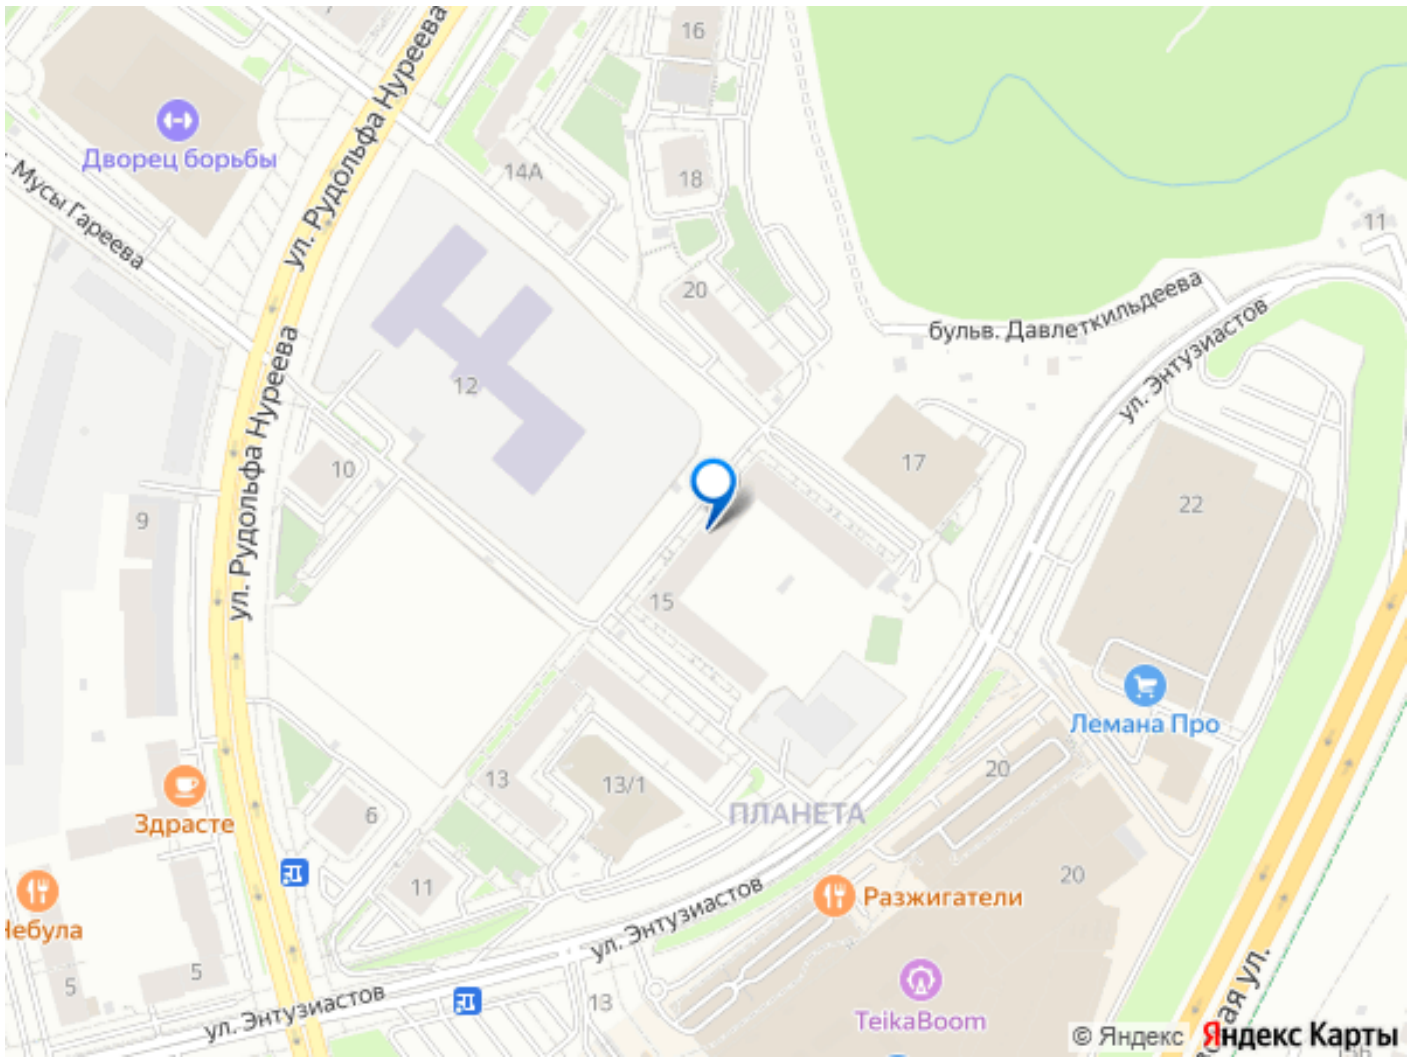 16
ул. Рудольфа Нуреева
Дворец борьбы
14А
18
Мусы Гареева
11
20
бульв. Давлеткильдеева
ул. Энтузиастов
12
ул. Рудольфа Нуреева
10
17
22
9
15
Лемана Про
13
13/1
20
ПЛАНЕТА
Здрасте
6
11
20
Разжигатели
Небула
ул. Энтузиастов
5
5
13
ул. Энтузиастов
TeikaBoom
© Яндекс Яндекс Карты